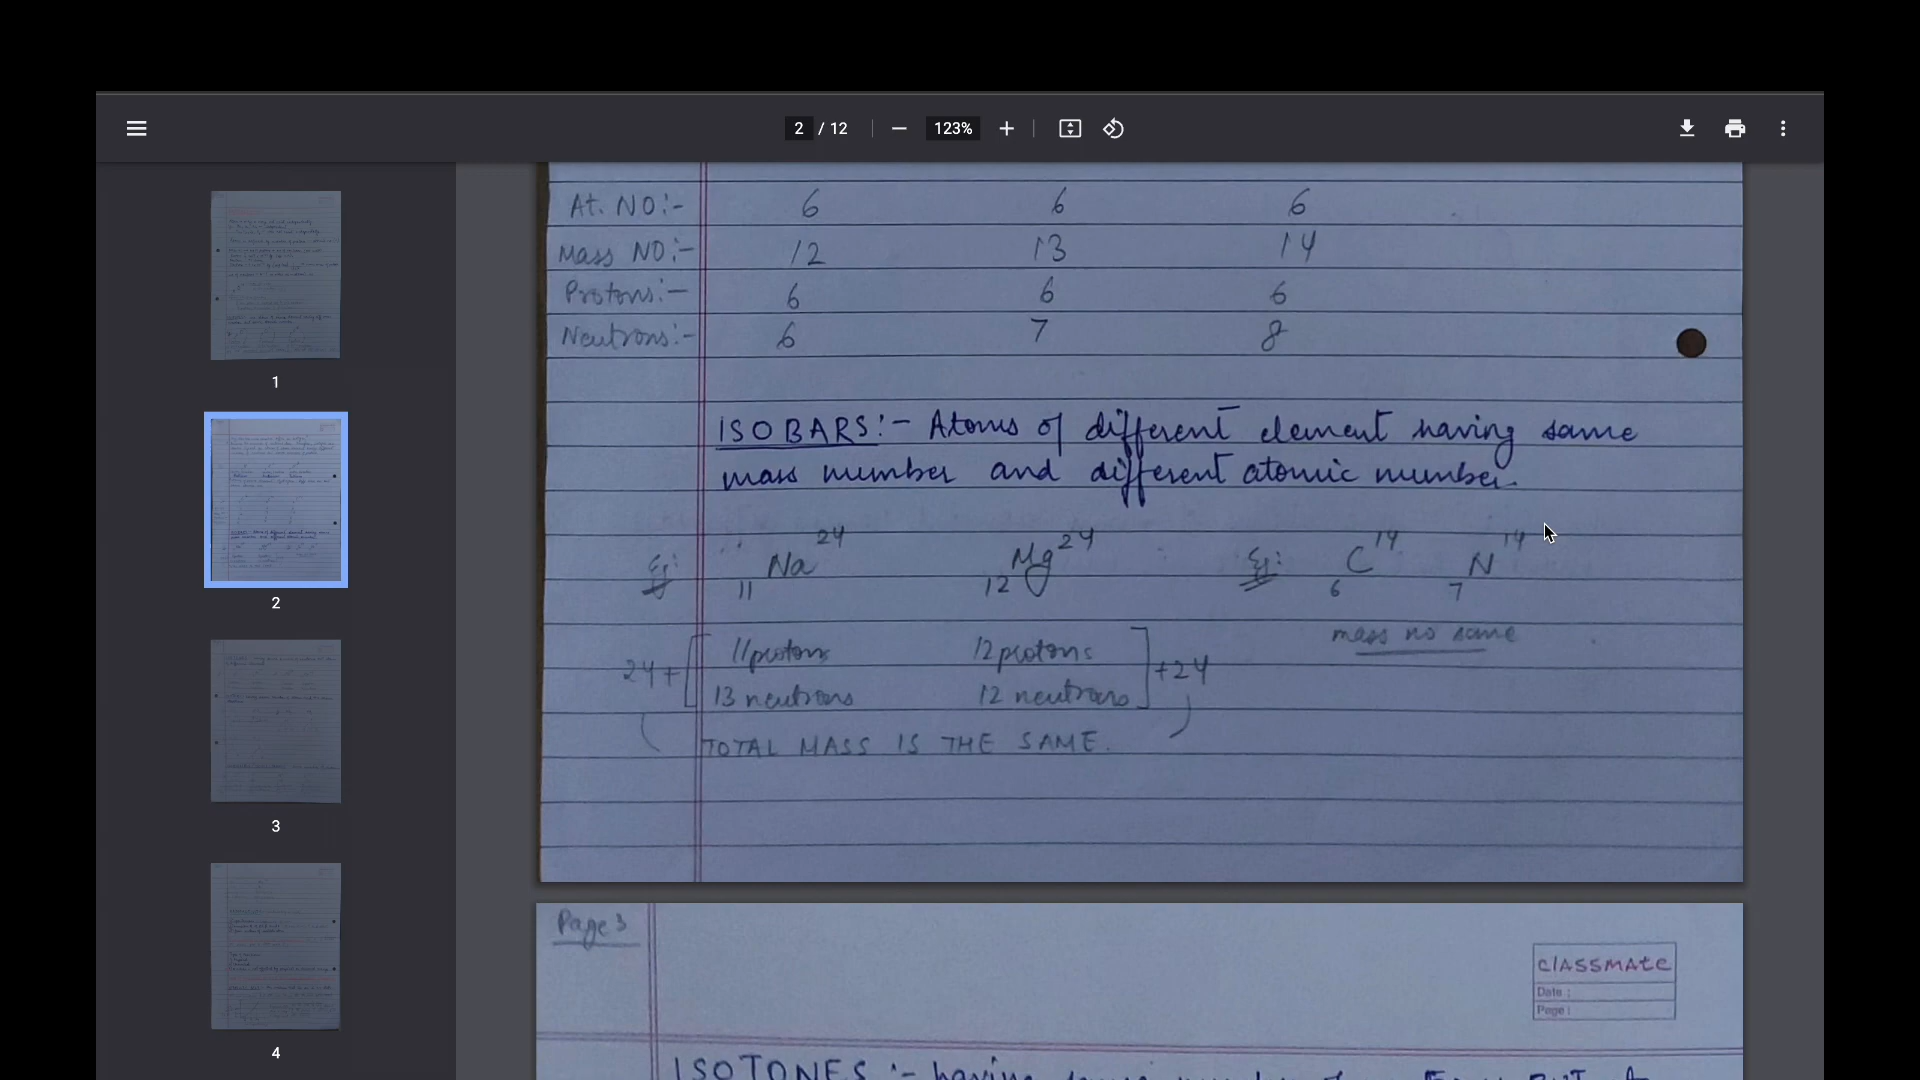 2 / 12 123%
At. NO:- 6 6 6
Mass NO:- 12 13 14
Protons:- 6 6 6
Neutrons:- 6 7 8
ISOBARS:- Atoms of different element having same
mass number and different atomic number.
Eg: 11 Na 24 12 Mg 24 Eg: 6 C 14 7 N 14
mass no same
24 + [ 11 protons 12 protons ] + 24
13 neutrons 12 neutrons
TOTAL MASS IS THE SAME.
Page 3
CLASSMATE
Date :
Page :
ISOTONES :- having same number of
1
2
3
4